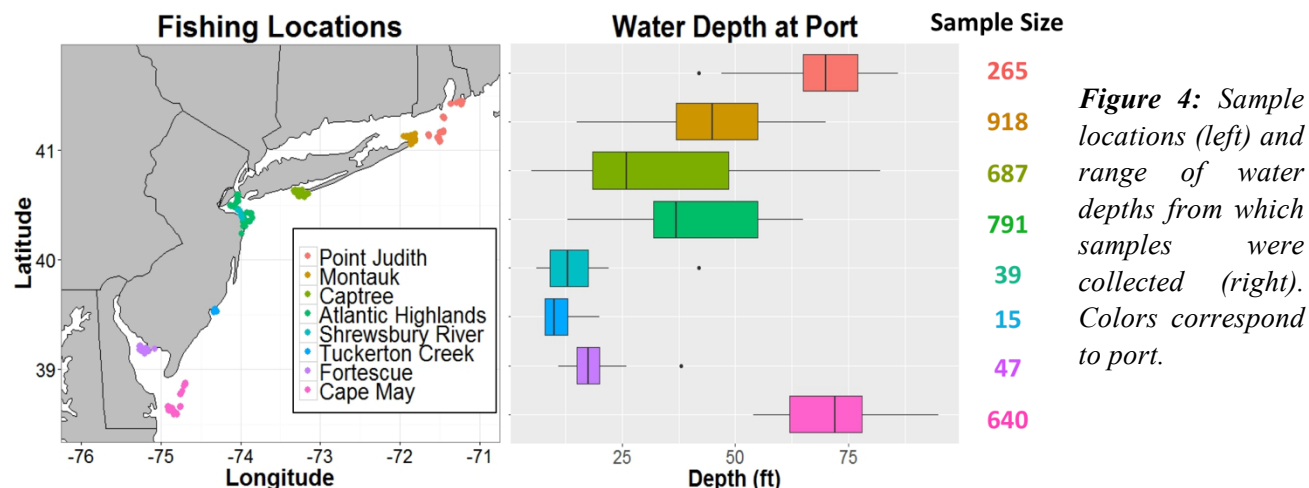 Fishing Locations
Latitude
41
40
39
-76
-75
-74
-73
-72
-71
Longitude
Point Judith
Montauk
Captree
Atlantic Highlands
Shrewsbury River
Tuckerton Creek
Fortescue
Cape May
Water Depth at Port
25
50
75
Depth (ft)
Sample Size
265
918
687
791
39
15
47
640
Figure 4: Sample
locations (left) and
range of water
depths from which
samples were
collected (right).
Colors correspond
to port.